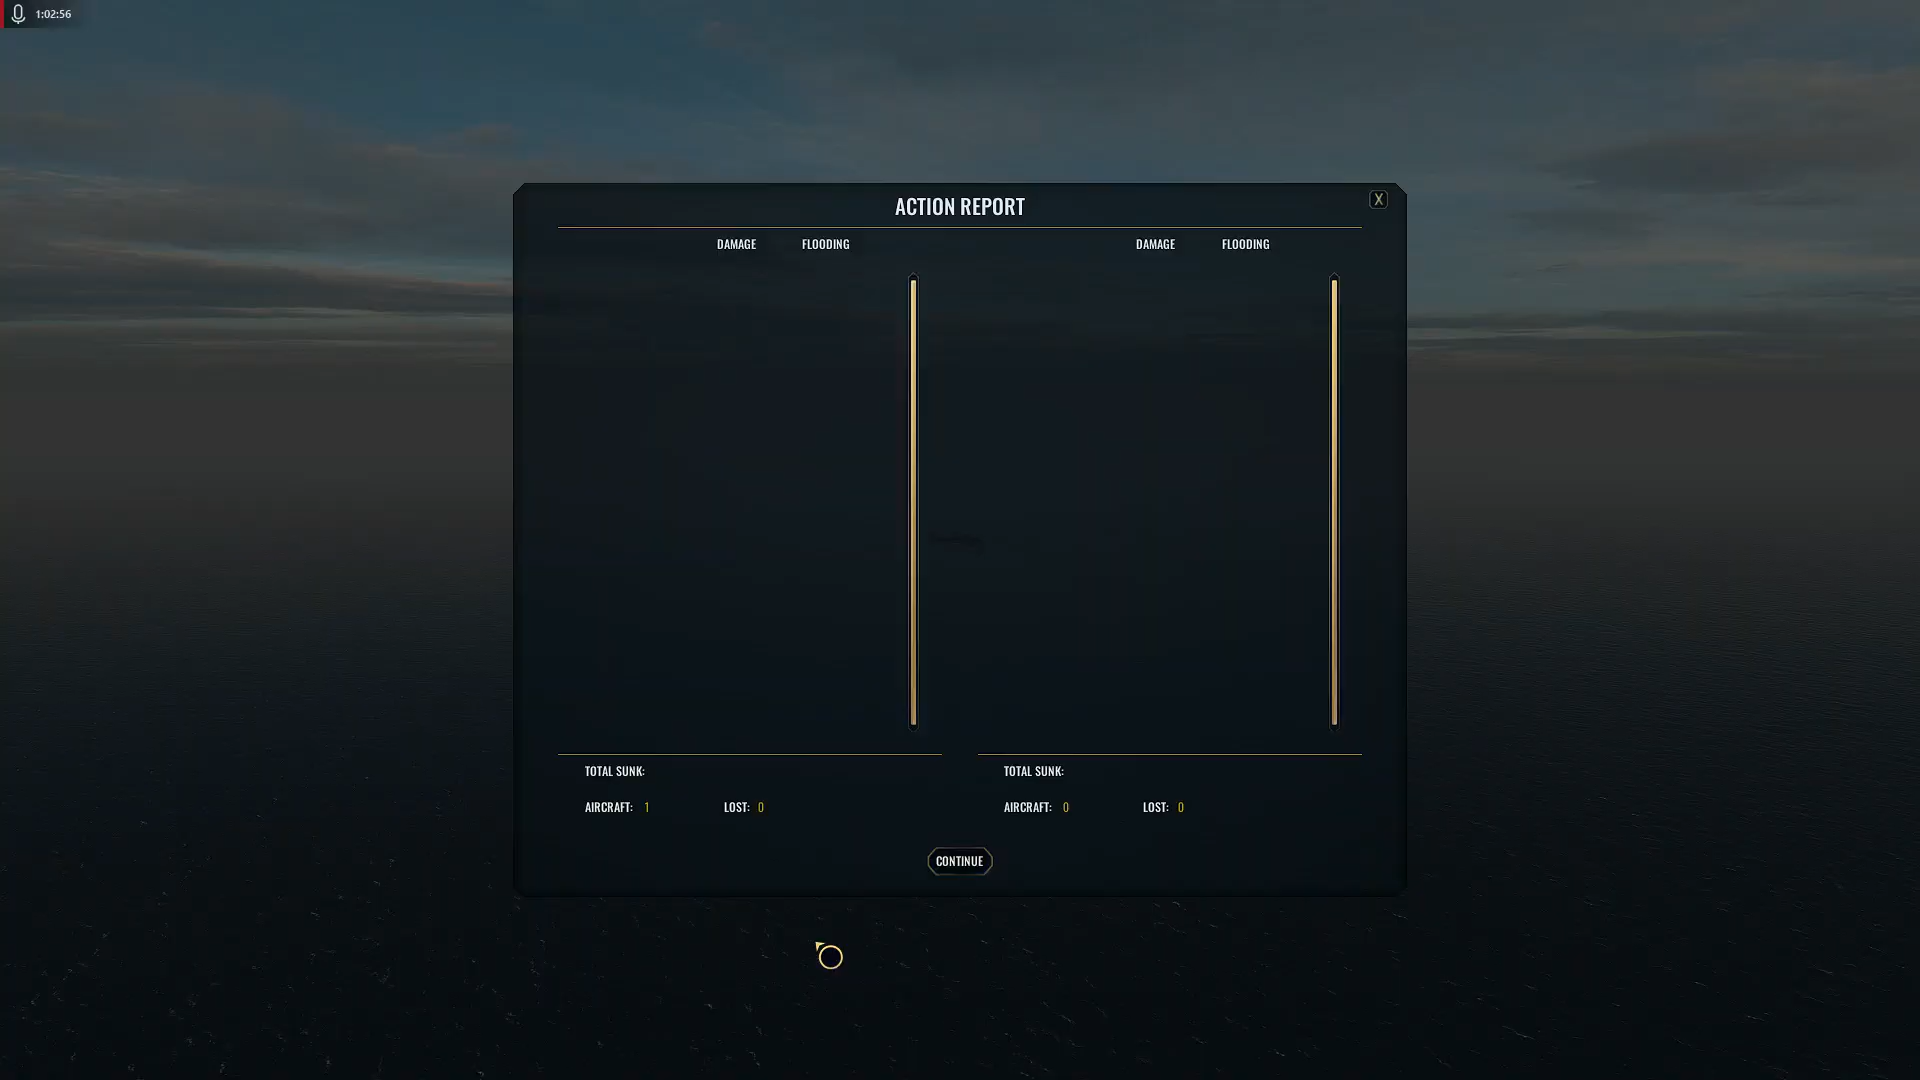 1:02:56
ACTION REPORT
X
DAMAGE FLOODING DAMAGE FLOODING
TOTAL SUNK: TOTAL SUNK:
AIRCRAFT: 1 LOST: 0 AIRCRAFT: 0 LOST: 0
CONTINUE